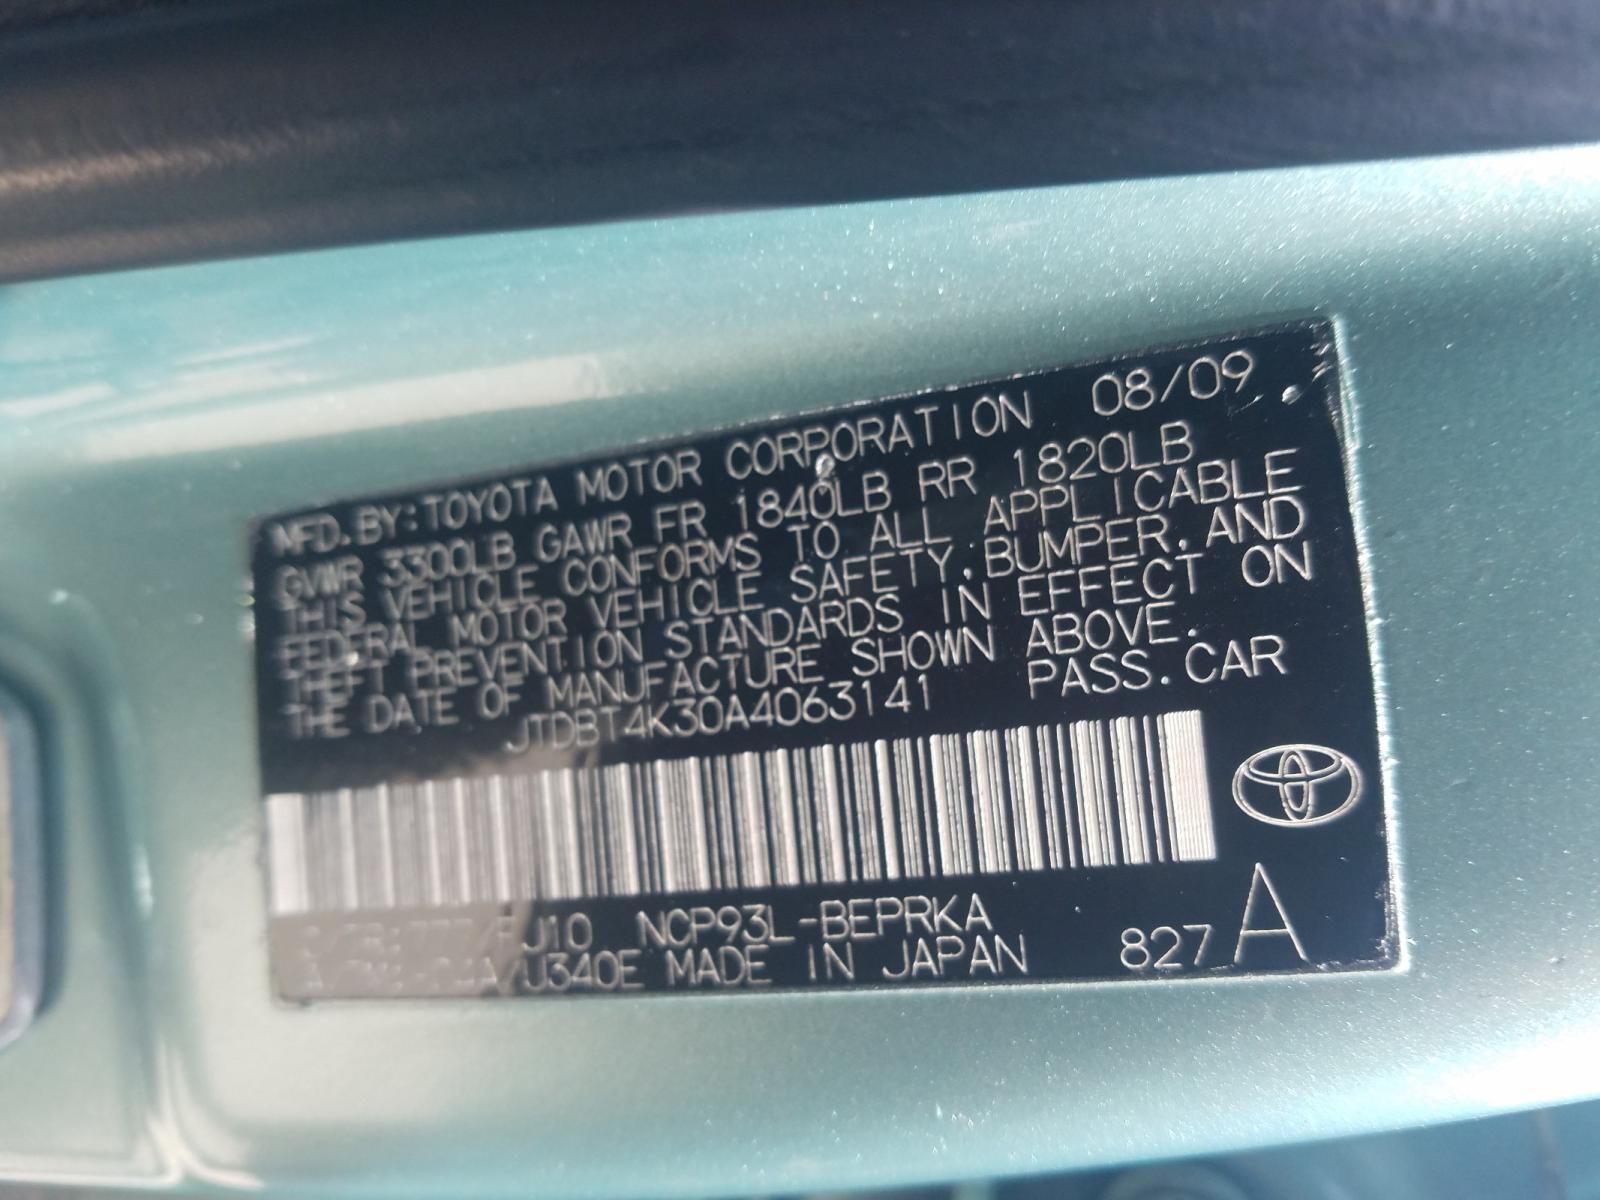 MFD. BY: TOYOTA MOTOR CORPORATION 08/09
GVWR 3300LB GAWR FR 1840LB RR 1820LB
THIS VEHICLE CONFORMS TO ALL APPLICABLE
FEDERAL MOTOR VEHICLE SAFETY, BUMPER, AND
THEFT PREVENTION STANDARDS IN EFFECT ON
THE DATE OF MANUFACTURE SHOWN ABOVE.
JTDBT4K30A4063141 PASS. CAR
FJ10 NCP93L-BEPRKA
U340E MADE IN JAPAN 827 A